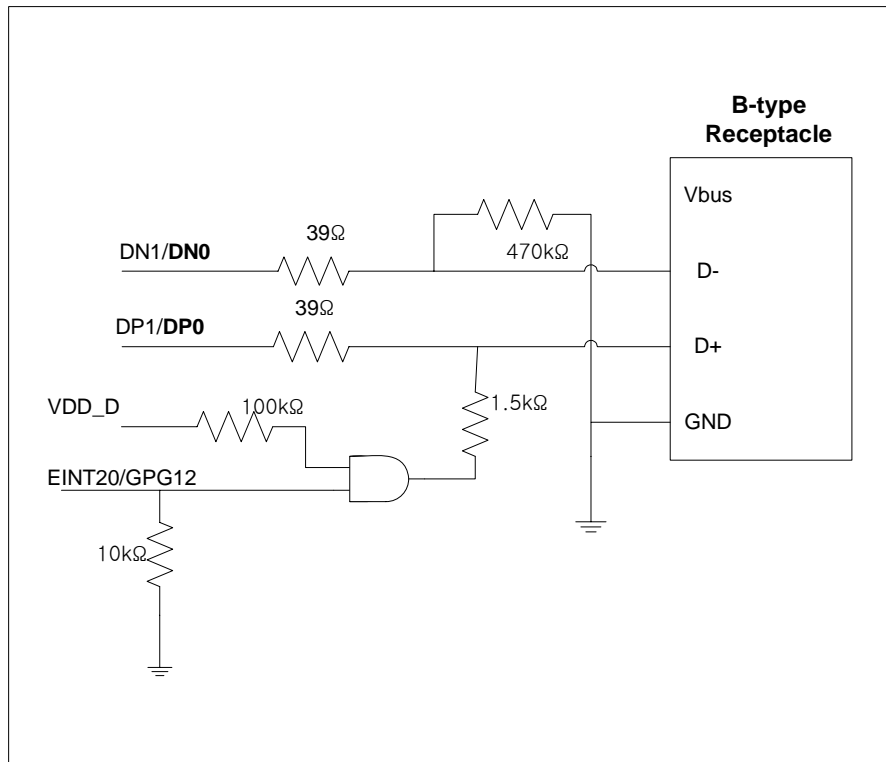 B-type
Receptacle
Vbus
39Ω
DN1/DN0
470kΩ
D-
39Ω
DP1/DP0
D+
VDD_D
100kΩ
1.5kΩ
GND
EINT20/GPG12
10kΩ